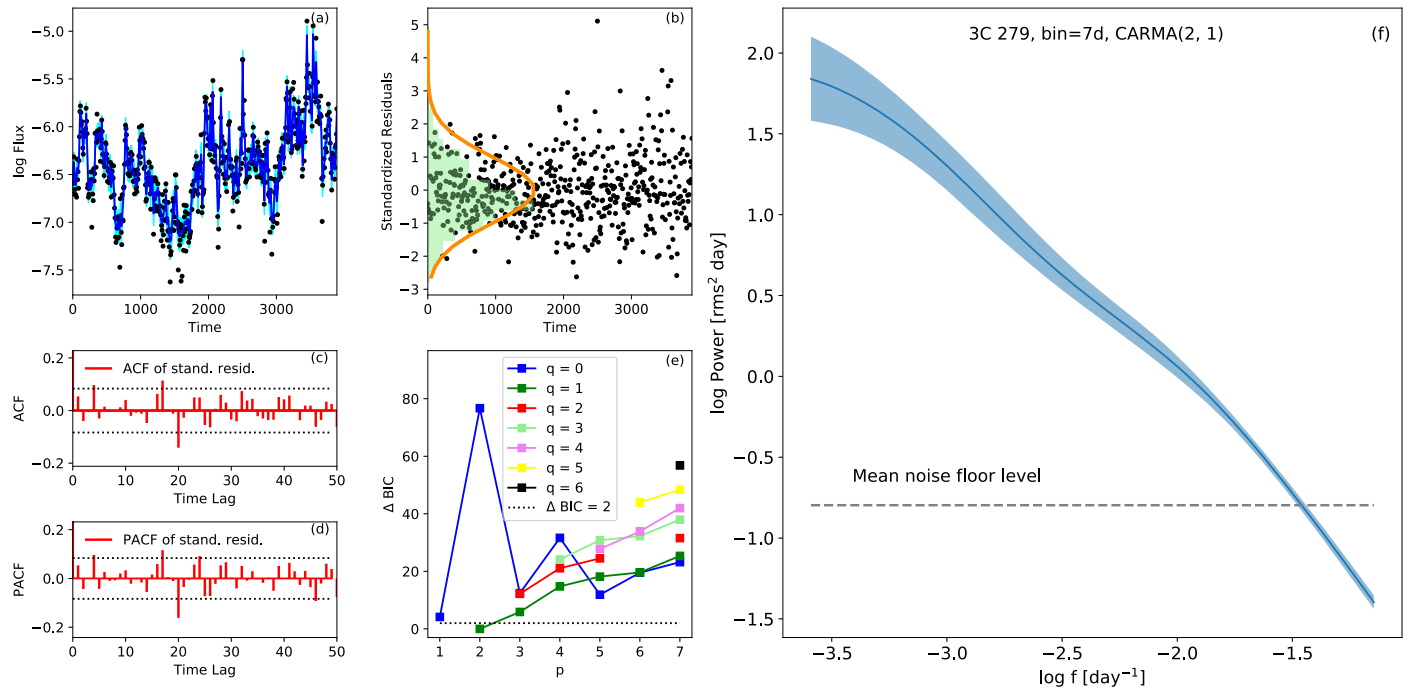 (a)
−5.0
−5.5
−6.0
−6.5
−7.0
−7.5
log Flux
0 1000 2000 3000
Time
(b)
5
4
3
2
1
0
−1
−2
−3
Standardized Residuals
0 1000 2000 3000
Time
(c)
ACF of stand. resid.
0.2
0.0
−0.2
ACF
0 10 20 30 40 50
Time Lag
(d)
PACF of stand. resid.
0.2
0.0
−0.2
PACF
0 10 20 30 40 50
Time Lag
(e)
q = 0
q = 1
q = 2
q = 3
q = 4
q = 5
q = 6
Δ BIC = 2
80
60
40
20
0
Δ BIC
1 2 3 4 5 6 7
p
3C 279, bin=7d, CARMA(2, 1)
(f)
2.0
1.5
1.0
0.5
0.0
−0.5
−1.0
−1.5
log Power [rms² day]
Mean noise floor level
−3.5 −3.0 −2.5 −2.0 −1.5
log f [day⁻¹]